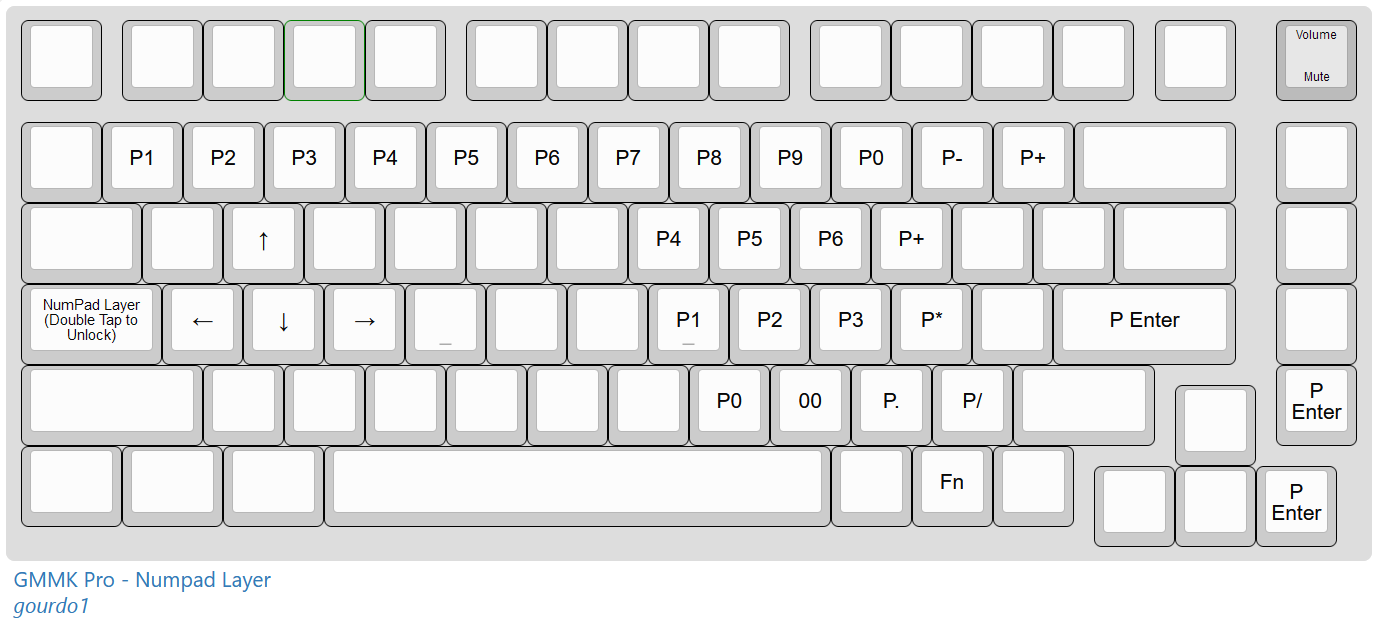 Volume
Mute
P1 P2 P3 P4 P5 P6 P7 P8 P9 P0 P- P+
↑ P4 P5 P6 P+
NumPad Layer
(Double Tap to
Unlock)
← ↓ → _ P1 _ P2 P3 P* P Enter
P0 00 P. P/
P
Enter
Fn
P
Enter
GMMK Pro - Numpad Layer
gourdo1